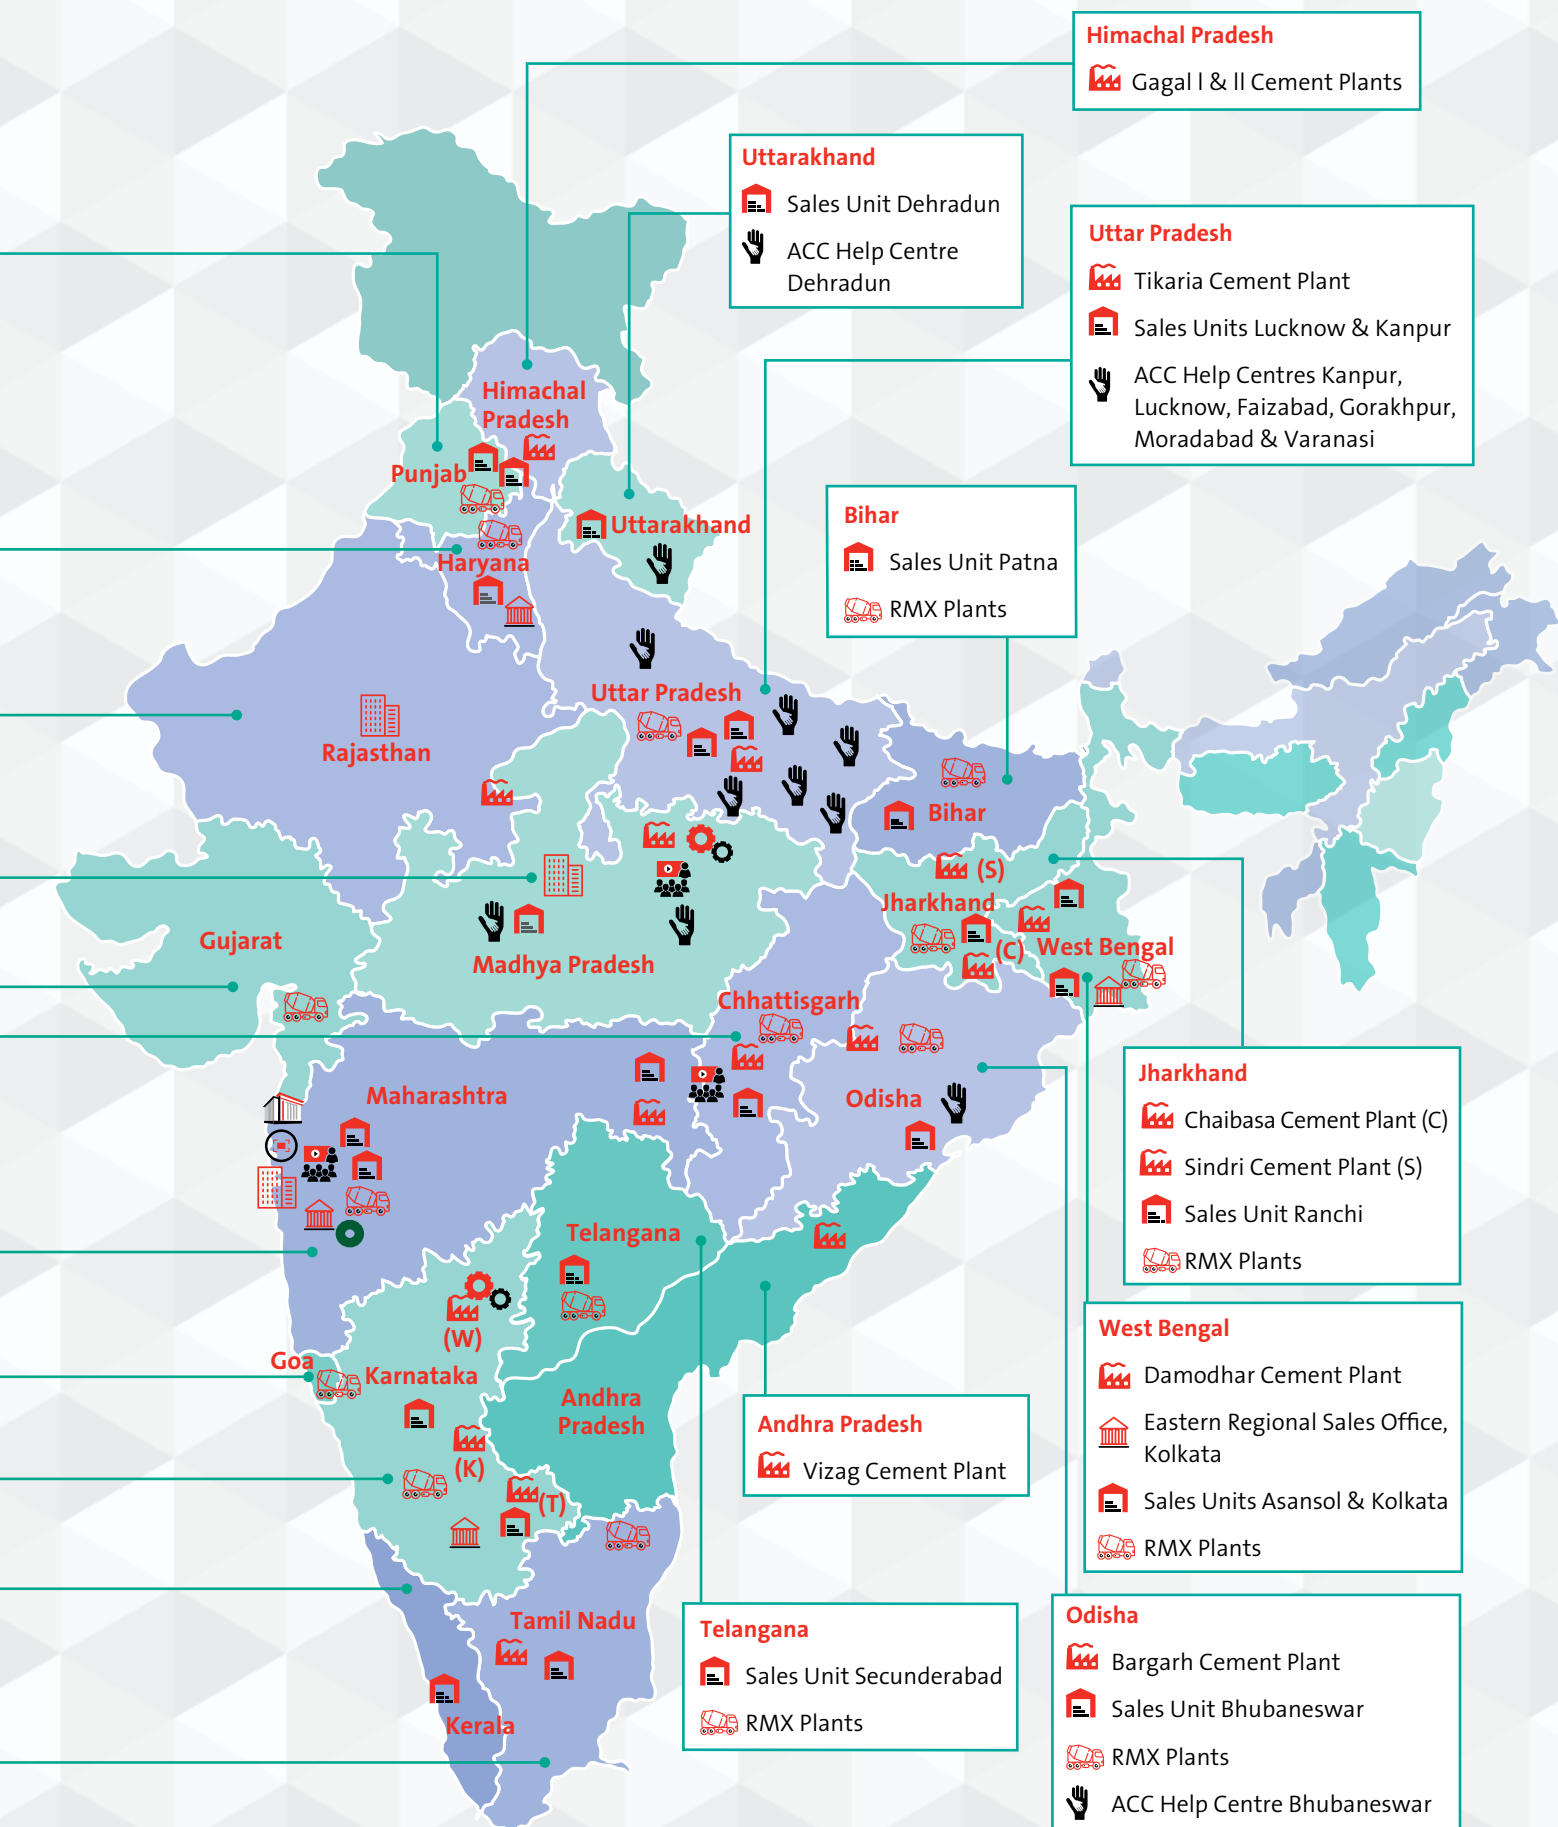 Himachal Pradesh
Gagal l & ll Cement Plants
Uttarakhand
Sales Unit Dehradun
ACC Help Centre
Dehradun
Uttar Pradesh
Tikaria Cement Plant
Sales Units Lucknow & Kanpur
ACC Help Centres Kanpur,
Lucknow, Faizabad, Gorakhpur,
Moradabad & Varanasi
Bihar
Sales Unit Patna
RMX Plants
Himachal
Pradesh
Punjab
Uttarakhand
Haryana
Uttar Pradesh
Rajasthan
Bihar
(S)
Jharkhand
(C)
West Bengal
Gujarat
Madhya Pradesh
Chhattisgarh
Maharashtra
Odisha
Telangana
(W)
Goa
Karnataka
Andhra
Pradesh
(K)
(T)
Tamil Nadu
Kerala
Jharkhand
Chaibasa Cement Plant (C)
Sindri Cement Plant (S)
Sales Unit Ranchi
RMX Plants
West Bengal
Damodhar Cement Plant
Eastern Regional Sales Office,
Kolkata
Sales Units Asansol & Kolkata
RMX Plants
Andhra Pradesh
Vizag Cement Plant
Telangana
Sales Unit Secunderabad
RMX Plants
Odisha
Bargarh Cement Plant
Sales Unit Bhubaneswar
RMX Plants
ACC Help Centre Bhubaneswar